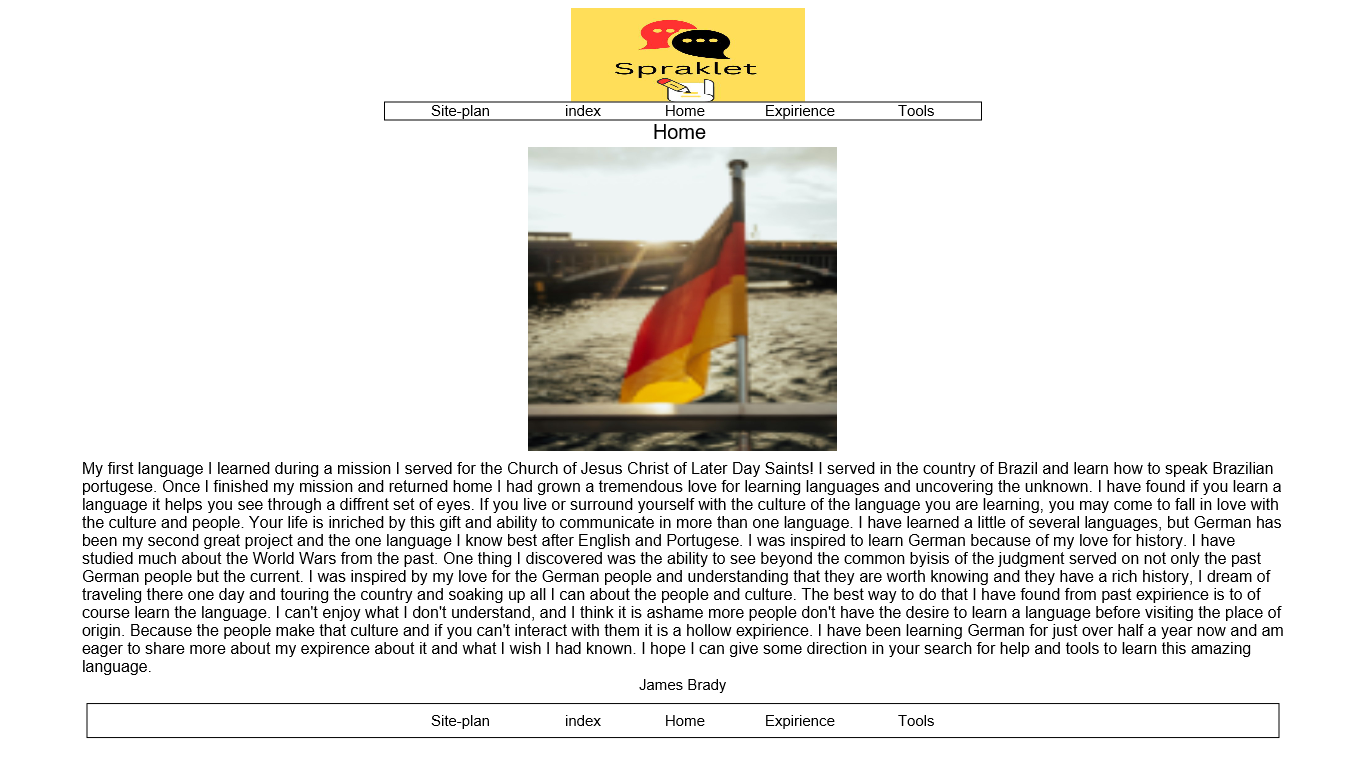 Spraklet
Site-plan index Home Expirience Tools
Home
My first language I learned during a mission I served for the Church of Jesus Christ of Later Day Saints! I served in the country of Brazil and learn how to speak Brazilian
portugese. Once I finished my mission and returned home I had grown a tremendous love for learning languages and uncovering the unknown. I have found if you learn a
language it helps you see through a diffrent set of eyes. If you live or surround yourself with the culture of the language you are learning, you may come to fall in love with
the culture and people. Your life is inriched by this gift and ability to communicate in more than one language. I have learned a little of several languages, but German has
been my second great project and the one language I know best after English and Portugese. I was inspired to learn German because of my love for history. I have
studied much about the World Wars from the past. One thing I discovered was the ability to see beyond the common byisis of the judgment served on not only the past
German people but the current. I was inspired by my love for the German people and understanding that they are worth knowing and they have a rich history, I dream of
traveling there one day and touring the country and soaking up all I can about the people and culture. The best way to do that I have found from past expirience is to of
course learn the language. I can't enjoy what I don't understand, and I think it is ashame more people don't have the desire to learn a language before visiting the place of
origin. Because the people make that culture and if you can't interact with them it is a hollow expirience. I have been learning German for just over half a year now and am
eager to share more about my expirence about it and what I wish I had known. I hope I can give some direction in your search for help and tools to learn this amazing
language.
James Brady
Site-plan index Home Expirience Tools